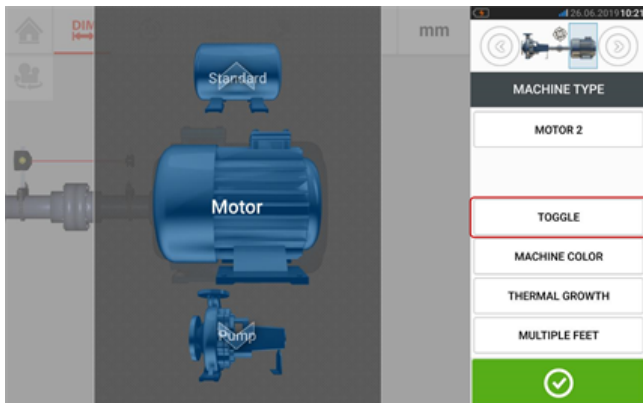 DIM
mm
Standard
Motor
Pump
26.06.2019 10:21
MACHINE TYPE
MOTOR 2
TOGGLE
MACHINE COLOR
THERMAL GROWTH
MULTIPLE FEET